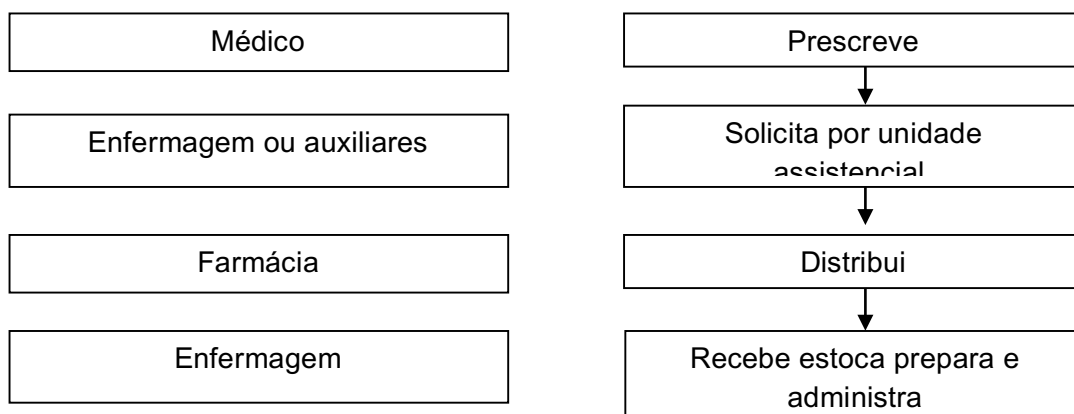 Médico
Prescreve
Enfermagem ou auxiliares
Solicita por unidade
assistencial
Farmácia
Distribui
Enfermagem
Recebe estoca prepara e
administra